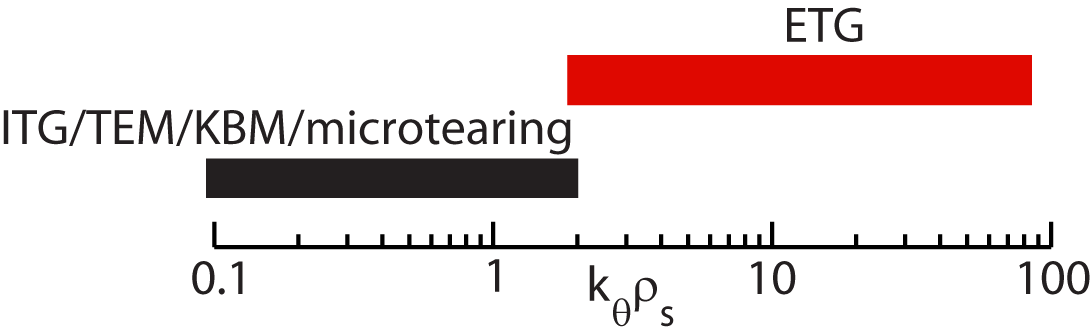 ETG
ITG/TEM/KBM/microtearing
0.1 1 10 100
kθρs